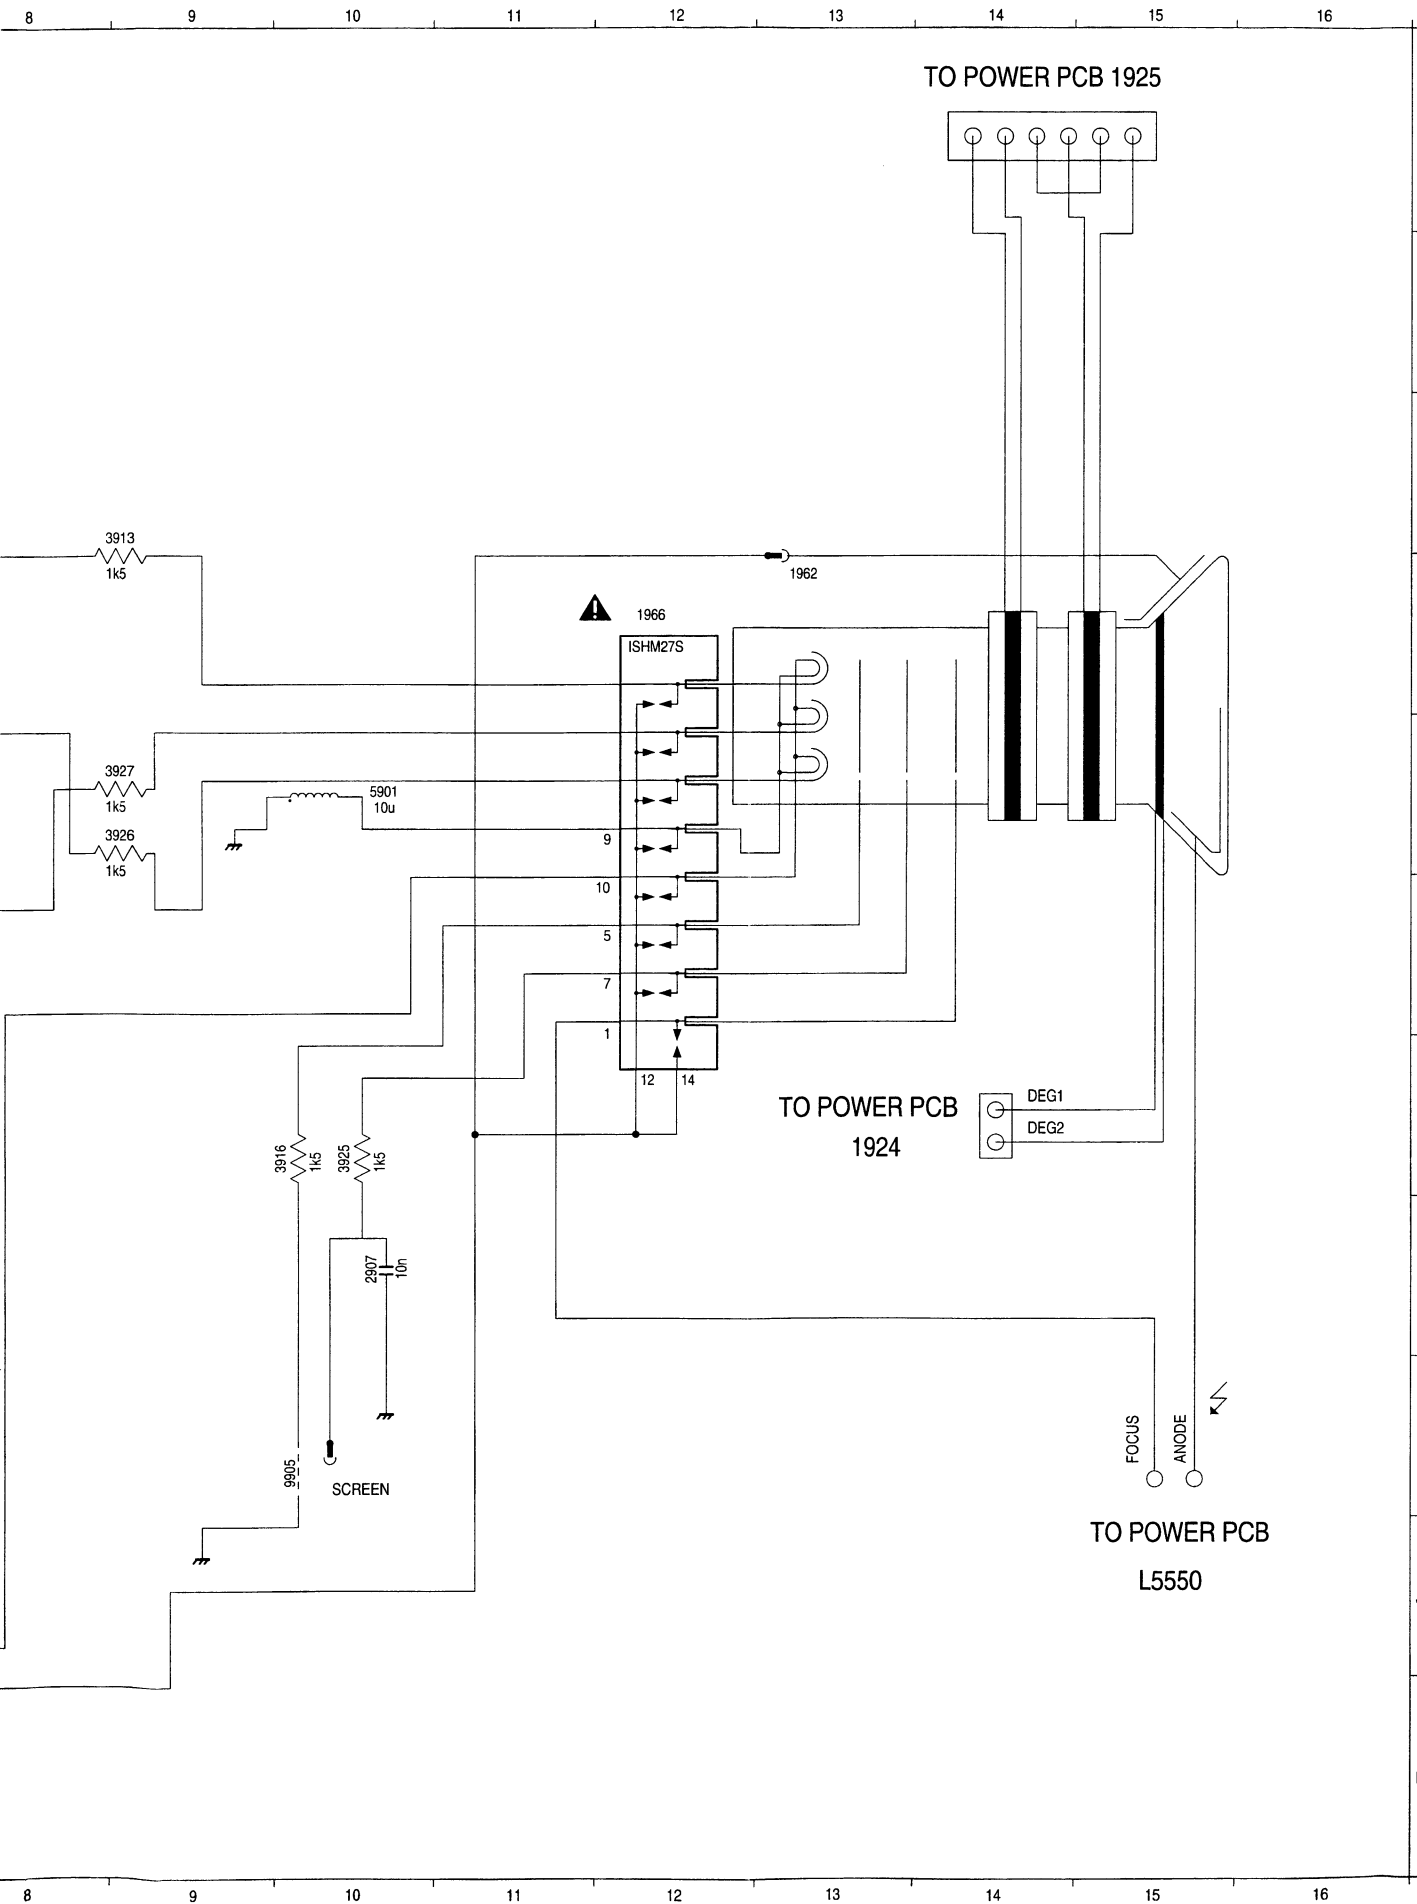 8 9 10 11 12 13 14 15 16
TO POWER PCB 1925
3913
1k5
1962
1966
ISHM27S
3927
1k5
5901
10u
3926
1k5
9
10
5
7
1
12 14
DEG1
TO POWER PCB
DEG2
1924
3916
1k5
3925
1k5
2907
10n
FOCUS
ANODE
9905
SCREEN
TO POWER PCB
L5550
8 9 10 11 12 13 14 15 16